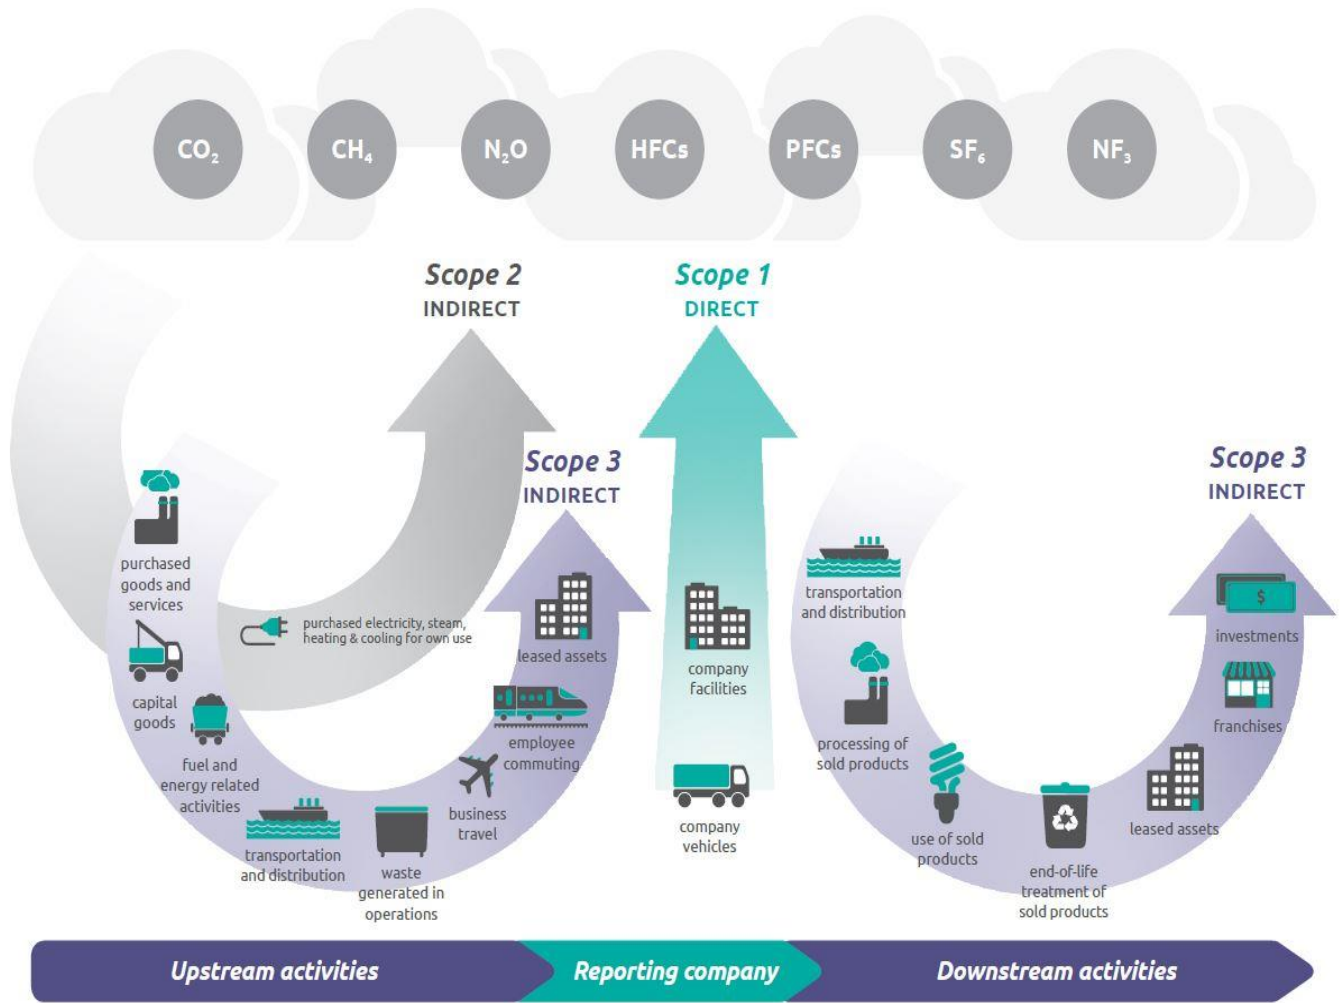 CO₂
CH₄
N₂O
HFCs
PFCs
SF₆
NF₃
Scope 2
INDIRECT
Scope 1
DIRECT
Scope 3
INDIRECT
Scope 3
INDIRECT
purchased
goods and
services
capital
goods
fuel and
energy related
activities
transportation
and distribution
waste
generated in
operations
business
travel
employee
commuting
leased assets
purchased electricity, steam,
heating & cooling for own use
company
facilities
company
vehicles
transportation
and distribution
processing of
sold products
use of sold
products
end-of-life
treatment of
sold products
leased assets
franchises
$
investments
Upstream activities
Reporting company
Downstream activities